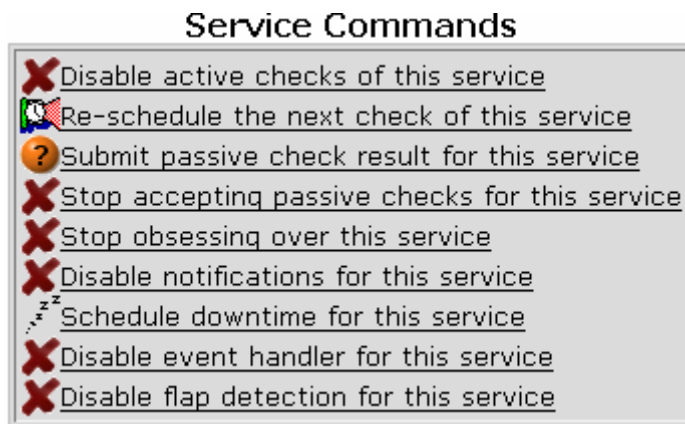 Service Commands
Disable active checks of this service
Re-schedule the next check of this service
? Submit passive check result for this service
Stop accepting passive checks for this service
Stop obsessing over this service
Disable notifications for this service
zzz Schedule downtime for this service
Disable event handler for this service
Disable flap detection for this service